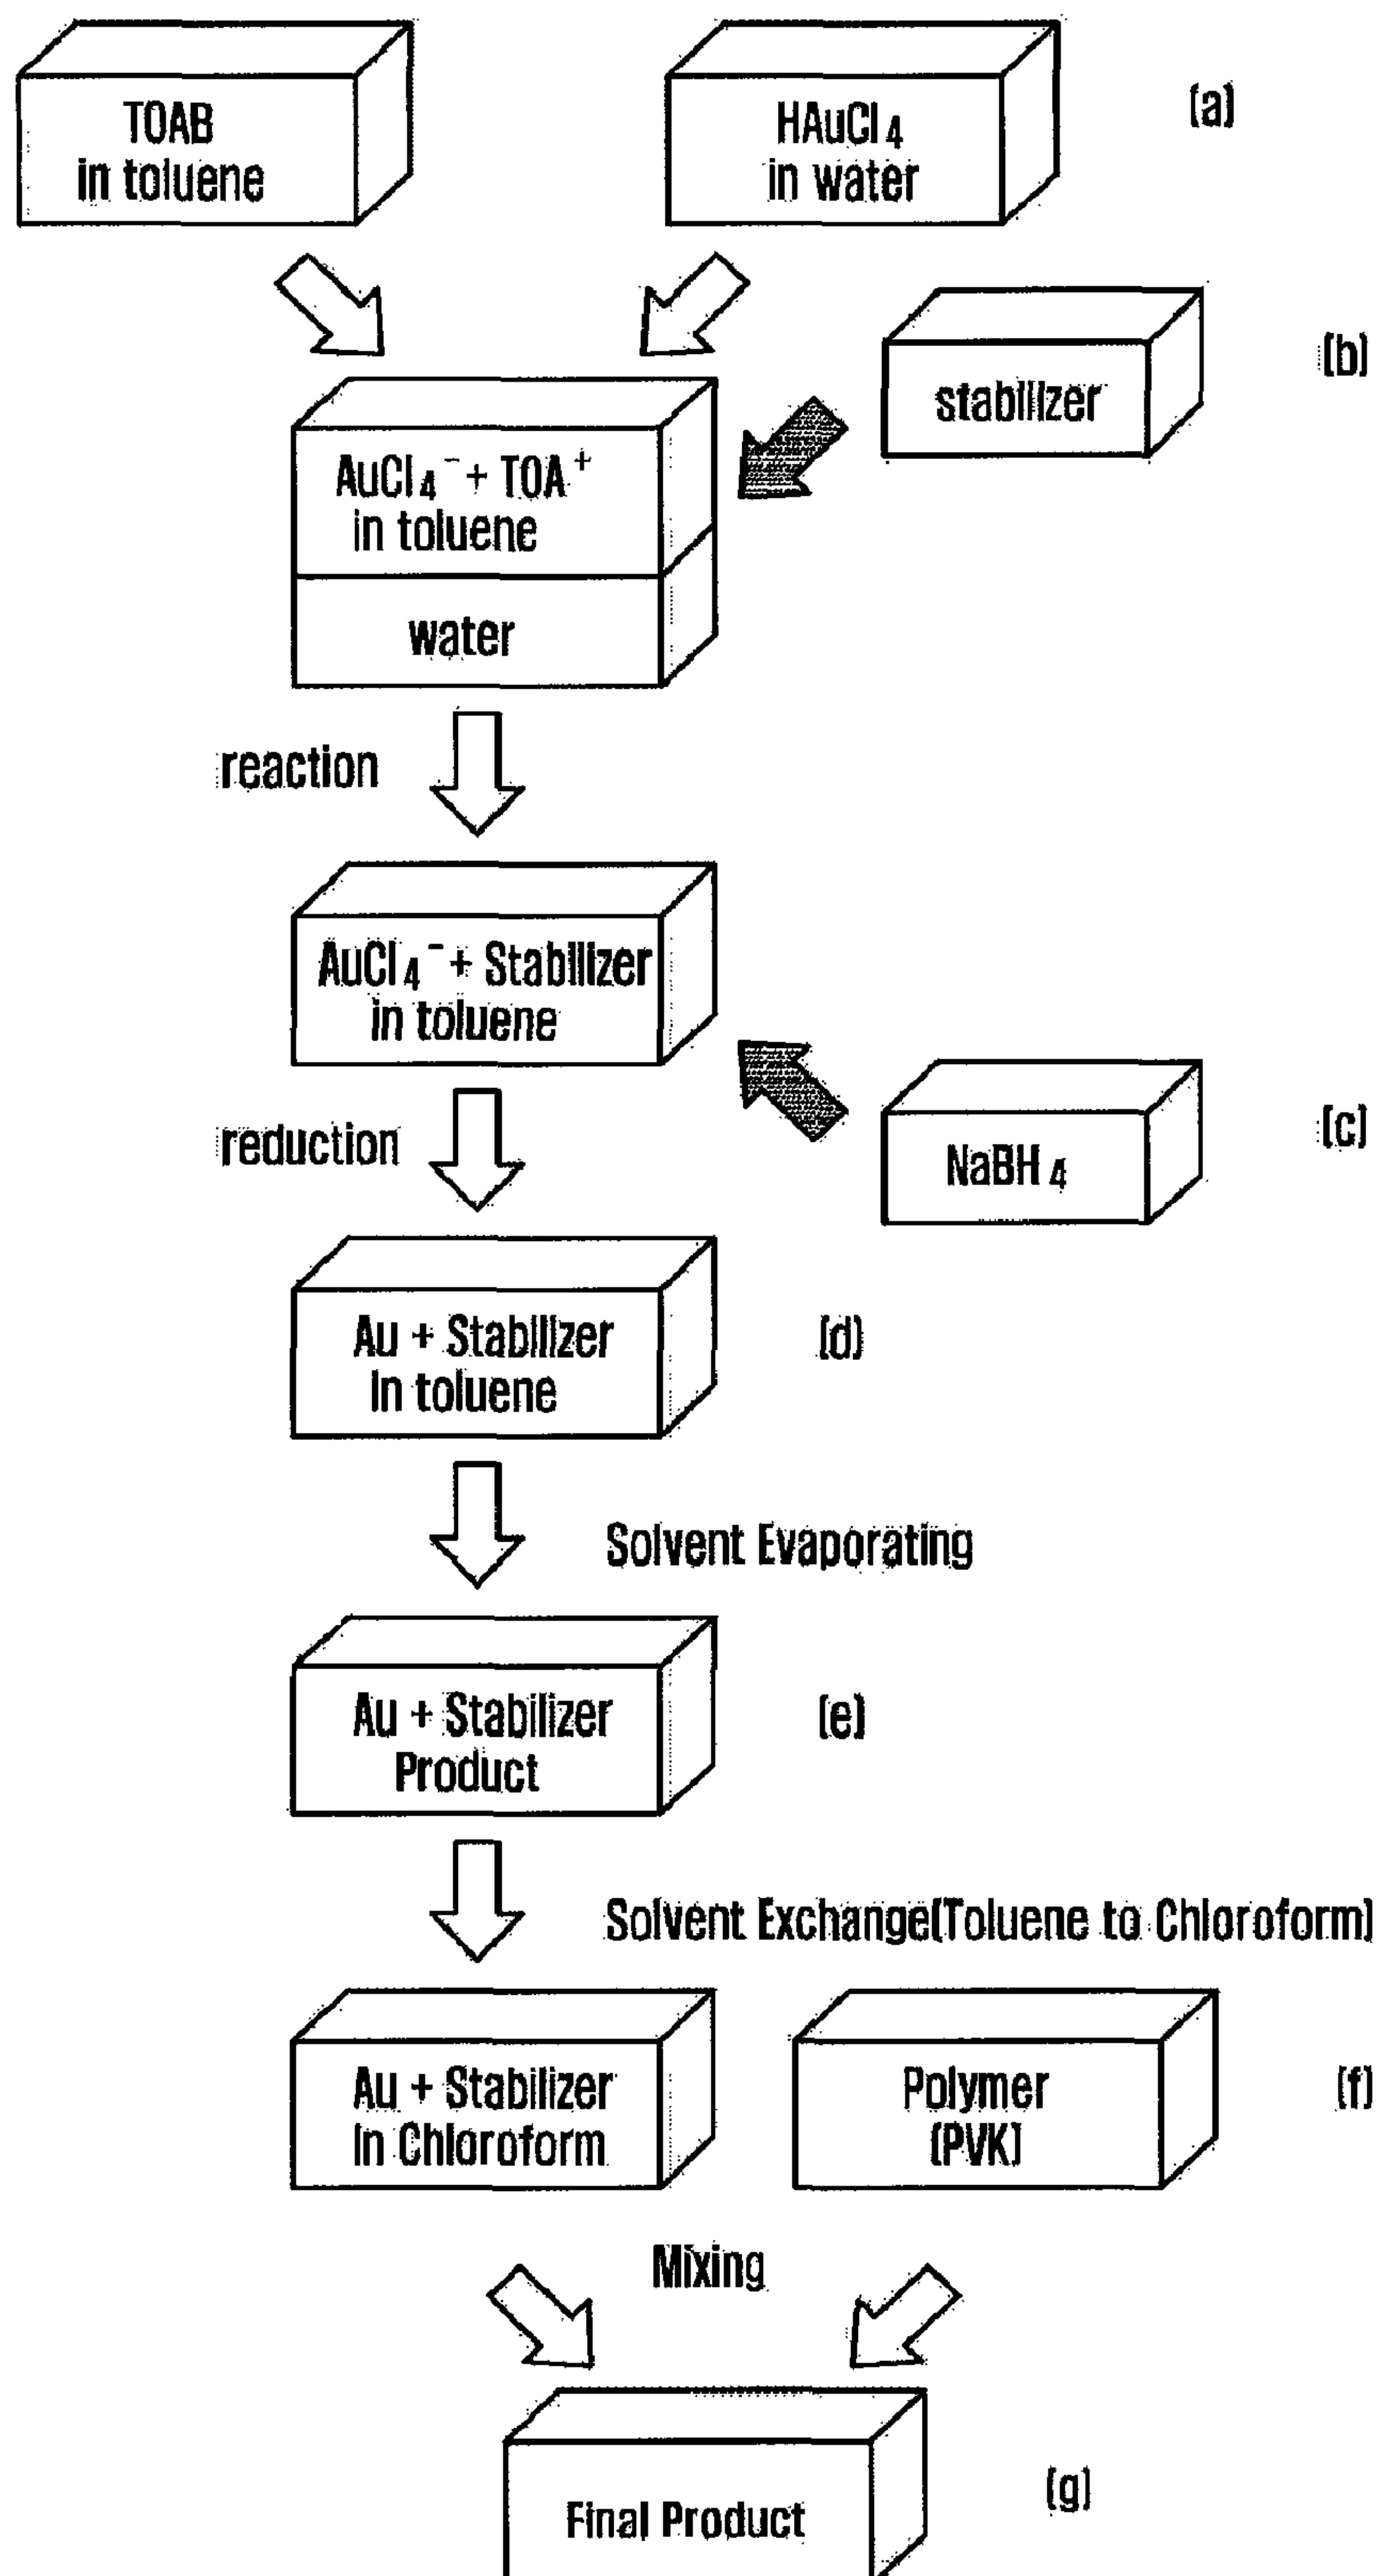 TOAB
in toluene
HAuCl4
in water
(a)
stabilizer
(b)
AuCl4⁻ + TOA⁺
in toluene
water
reaction
AuCl4⁻ + Stabilizer
in toluene
reduction
NaBH4
(c)
Au + Stabilizer
in toluene
(d)
Solvent Evaporating
Au + Stabilizer
Product
(e)
Solvent Exchange(Toluene to Chloroform)
Au + Stabilizer
in Chloroform
Polymer
(PVK)
(f)
Mixing
Final Product
(g)